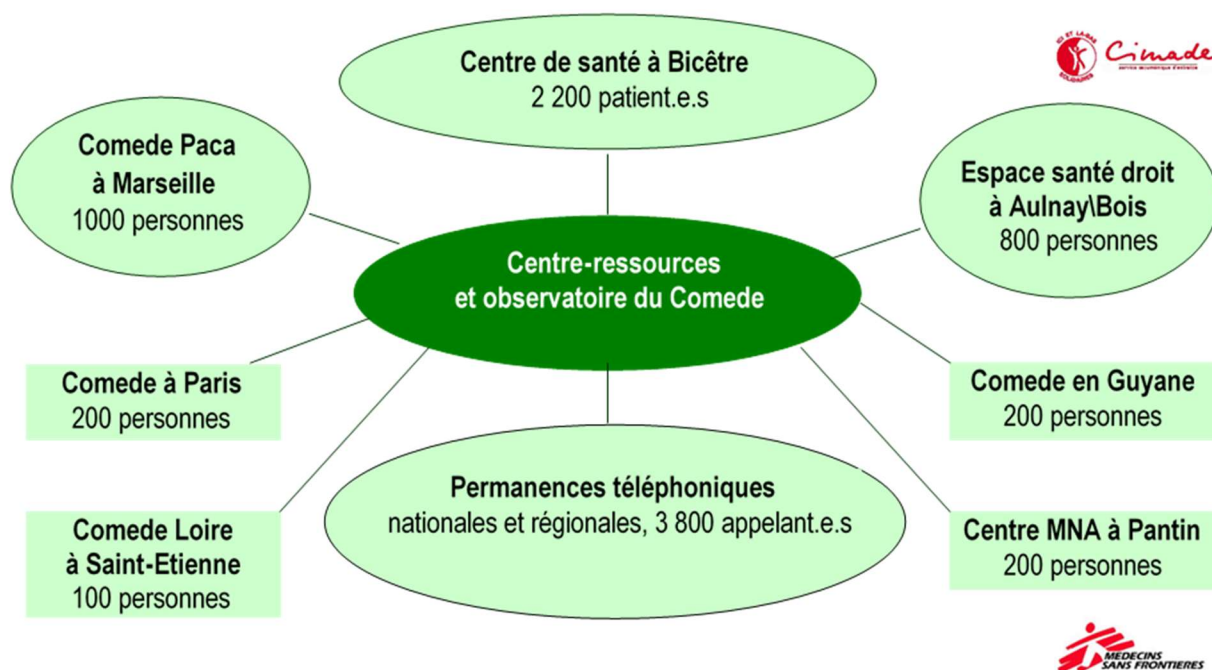 Centre de santé à Bicêtre
2 200 patient.e.s
Cimade
Comede Paca
à Marseille
1000 personnes
Espace santé droit
à Aulnay\Bois
800 personnes
Centre-ressources
et observatoire du Comede
Comede à Paris
200 personnes
Comede en Guyane
200 personnes
Permanences téléphoniques
nationales et régionales, 3 800 appelant.e.s
Comede Loire
à Saint-Etienne
100 personnes
Centre MNA à Pantin
200 personnes
MEDECINS
SANS FRONTIERES